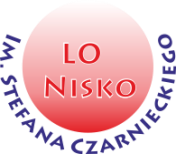 LO
NISKO
IM. STEFANA CZARNIECKIEGO